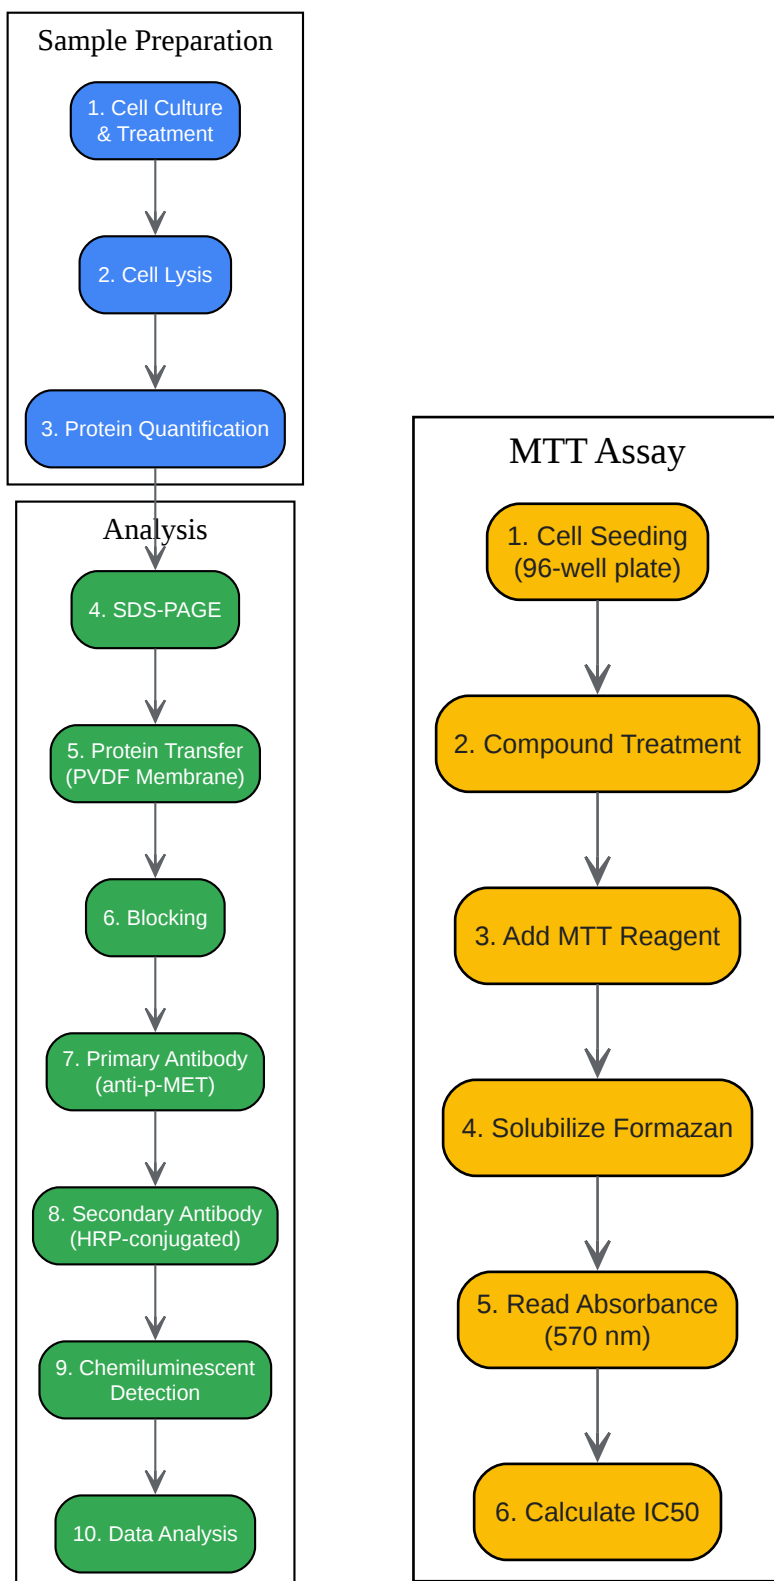 Sample Preparation
1. Cell Culture
& Treatment
2. Cell Lysis
3. Protein Quantification
Analysis
4. SDS-PAGE
5. Protein Transfer
(PVDF Membrane)
6. Blocking
7. Primary Antibody
(anti-p-MET)
8. Secondary Antibody
(HRP-conjugated)
9. Chemiluminescent
Detection
10. Data Analysis
MTT Assay
1. Cell Seeding
(96-well plate)
2. Compound Treatment
3. Add MTT Reagent
4. Solubilize Formazan
5. Read Absorbance
(570 nm)
6. Calculate IC50